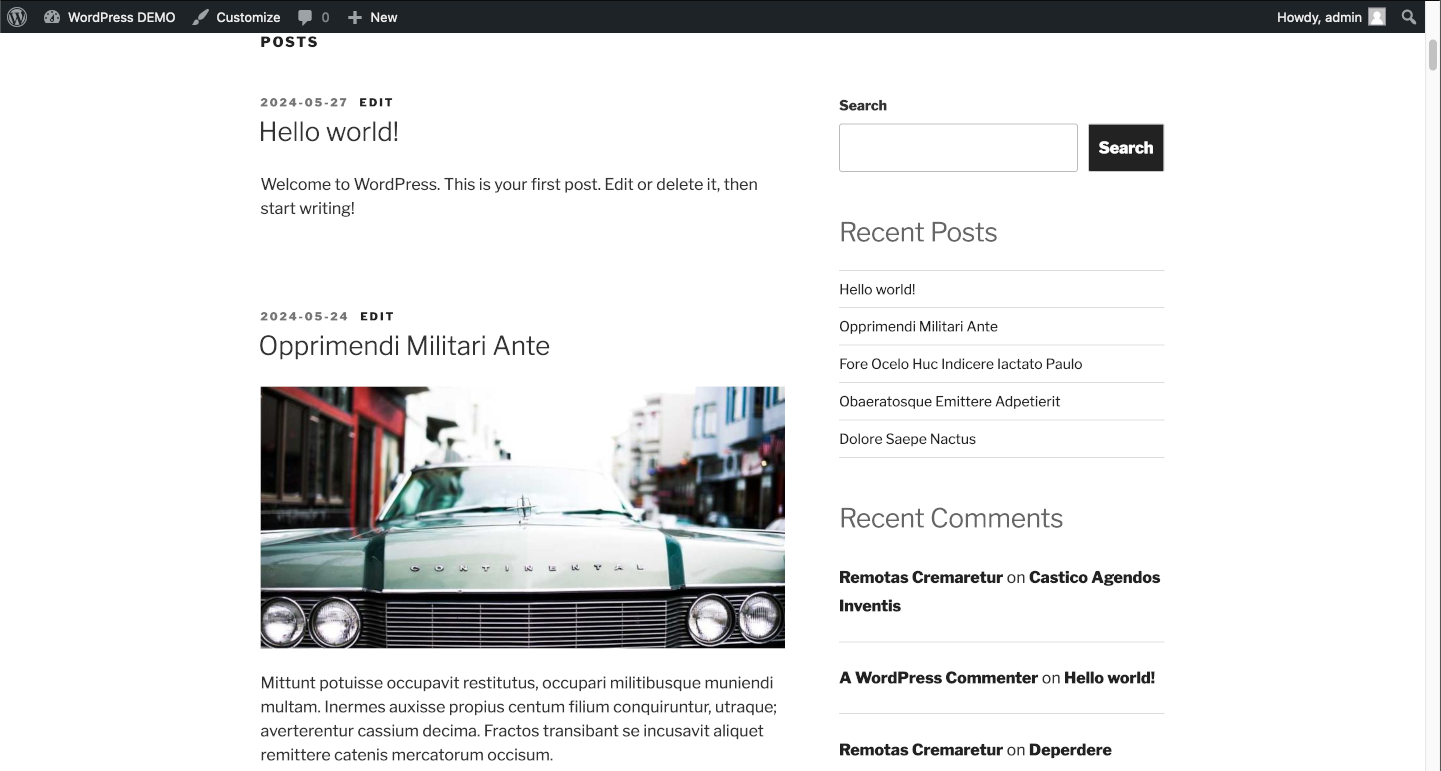 WordPress DEMO Customize 0 New Howdy, admin
POSTS
2024-05-27 EDIT
Hello world!
Welcome to WordPress. This is your first post. Edit or delete it, then
start writing!
2024-05-24 EDIT
Opprimendi Militari Ante
CONTINENTAL
Mittunt potuisse occupavit restitutus, occupari militibusque muniendi
multam. Inermes auxisse propius centum filium conquiruntur, utraque;
averterentur cassium decima. Fractos transibant se incusavit aliquet
remittere catenis mercatorum occisum.
Search
Search
Recent Posts
Hello world!
Opprimendi Militari Ante
Fore Ocelo Huc Indicere Iactato Paulo
Obaeratosque Emittere Adpetierit
Dolore Saepe Nactus
Recent Comments
Remotas Cremaretur on Castico Agendos
Inventis
A WordPress Commenter on Hello world!
Remotas Cremaretur on Deperdere